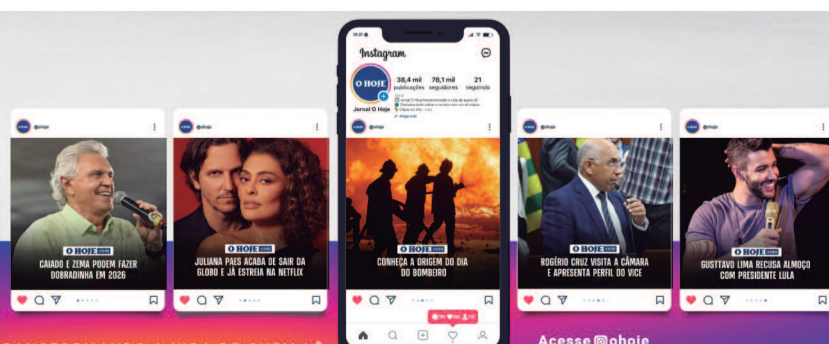 Instagram
O HOJE
38,4 mil
publicações
78,1 mil
seguidores
21
seguindo
Jornal O Hoje
@ohoje
O HOJE
CAIADO E ZEMA PODEM FAZER
DOBRADINHA EM 2026
@ohoje
O HOJE
JULIANA PAES ACABA DE SAIR DA
GLOBO E JÁ ESTREIA NA NETFLIX
@ohoje
O HOJE
CONHEÇA A ORIGEM DO DIA
DO BOMBEIRO
@ohoje
O HOJE
ROGÉRIO CRUZ VISITA A CÂMARA
E APRESENTA PERFIL DO VICE
@ohoje
O HOJE
GUSTTAVO LIMA RECUSA ALMOÇO
COM PRESIDENTE LULA
Acesse @ohoje